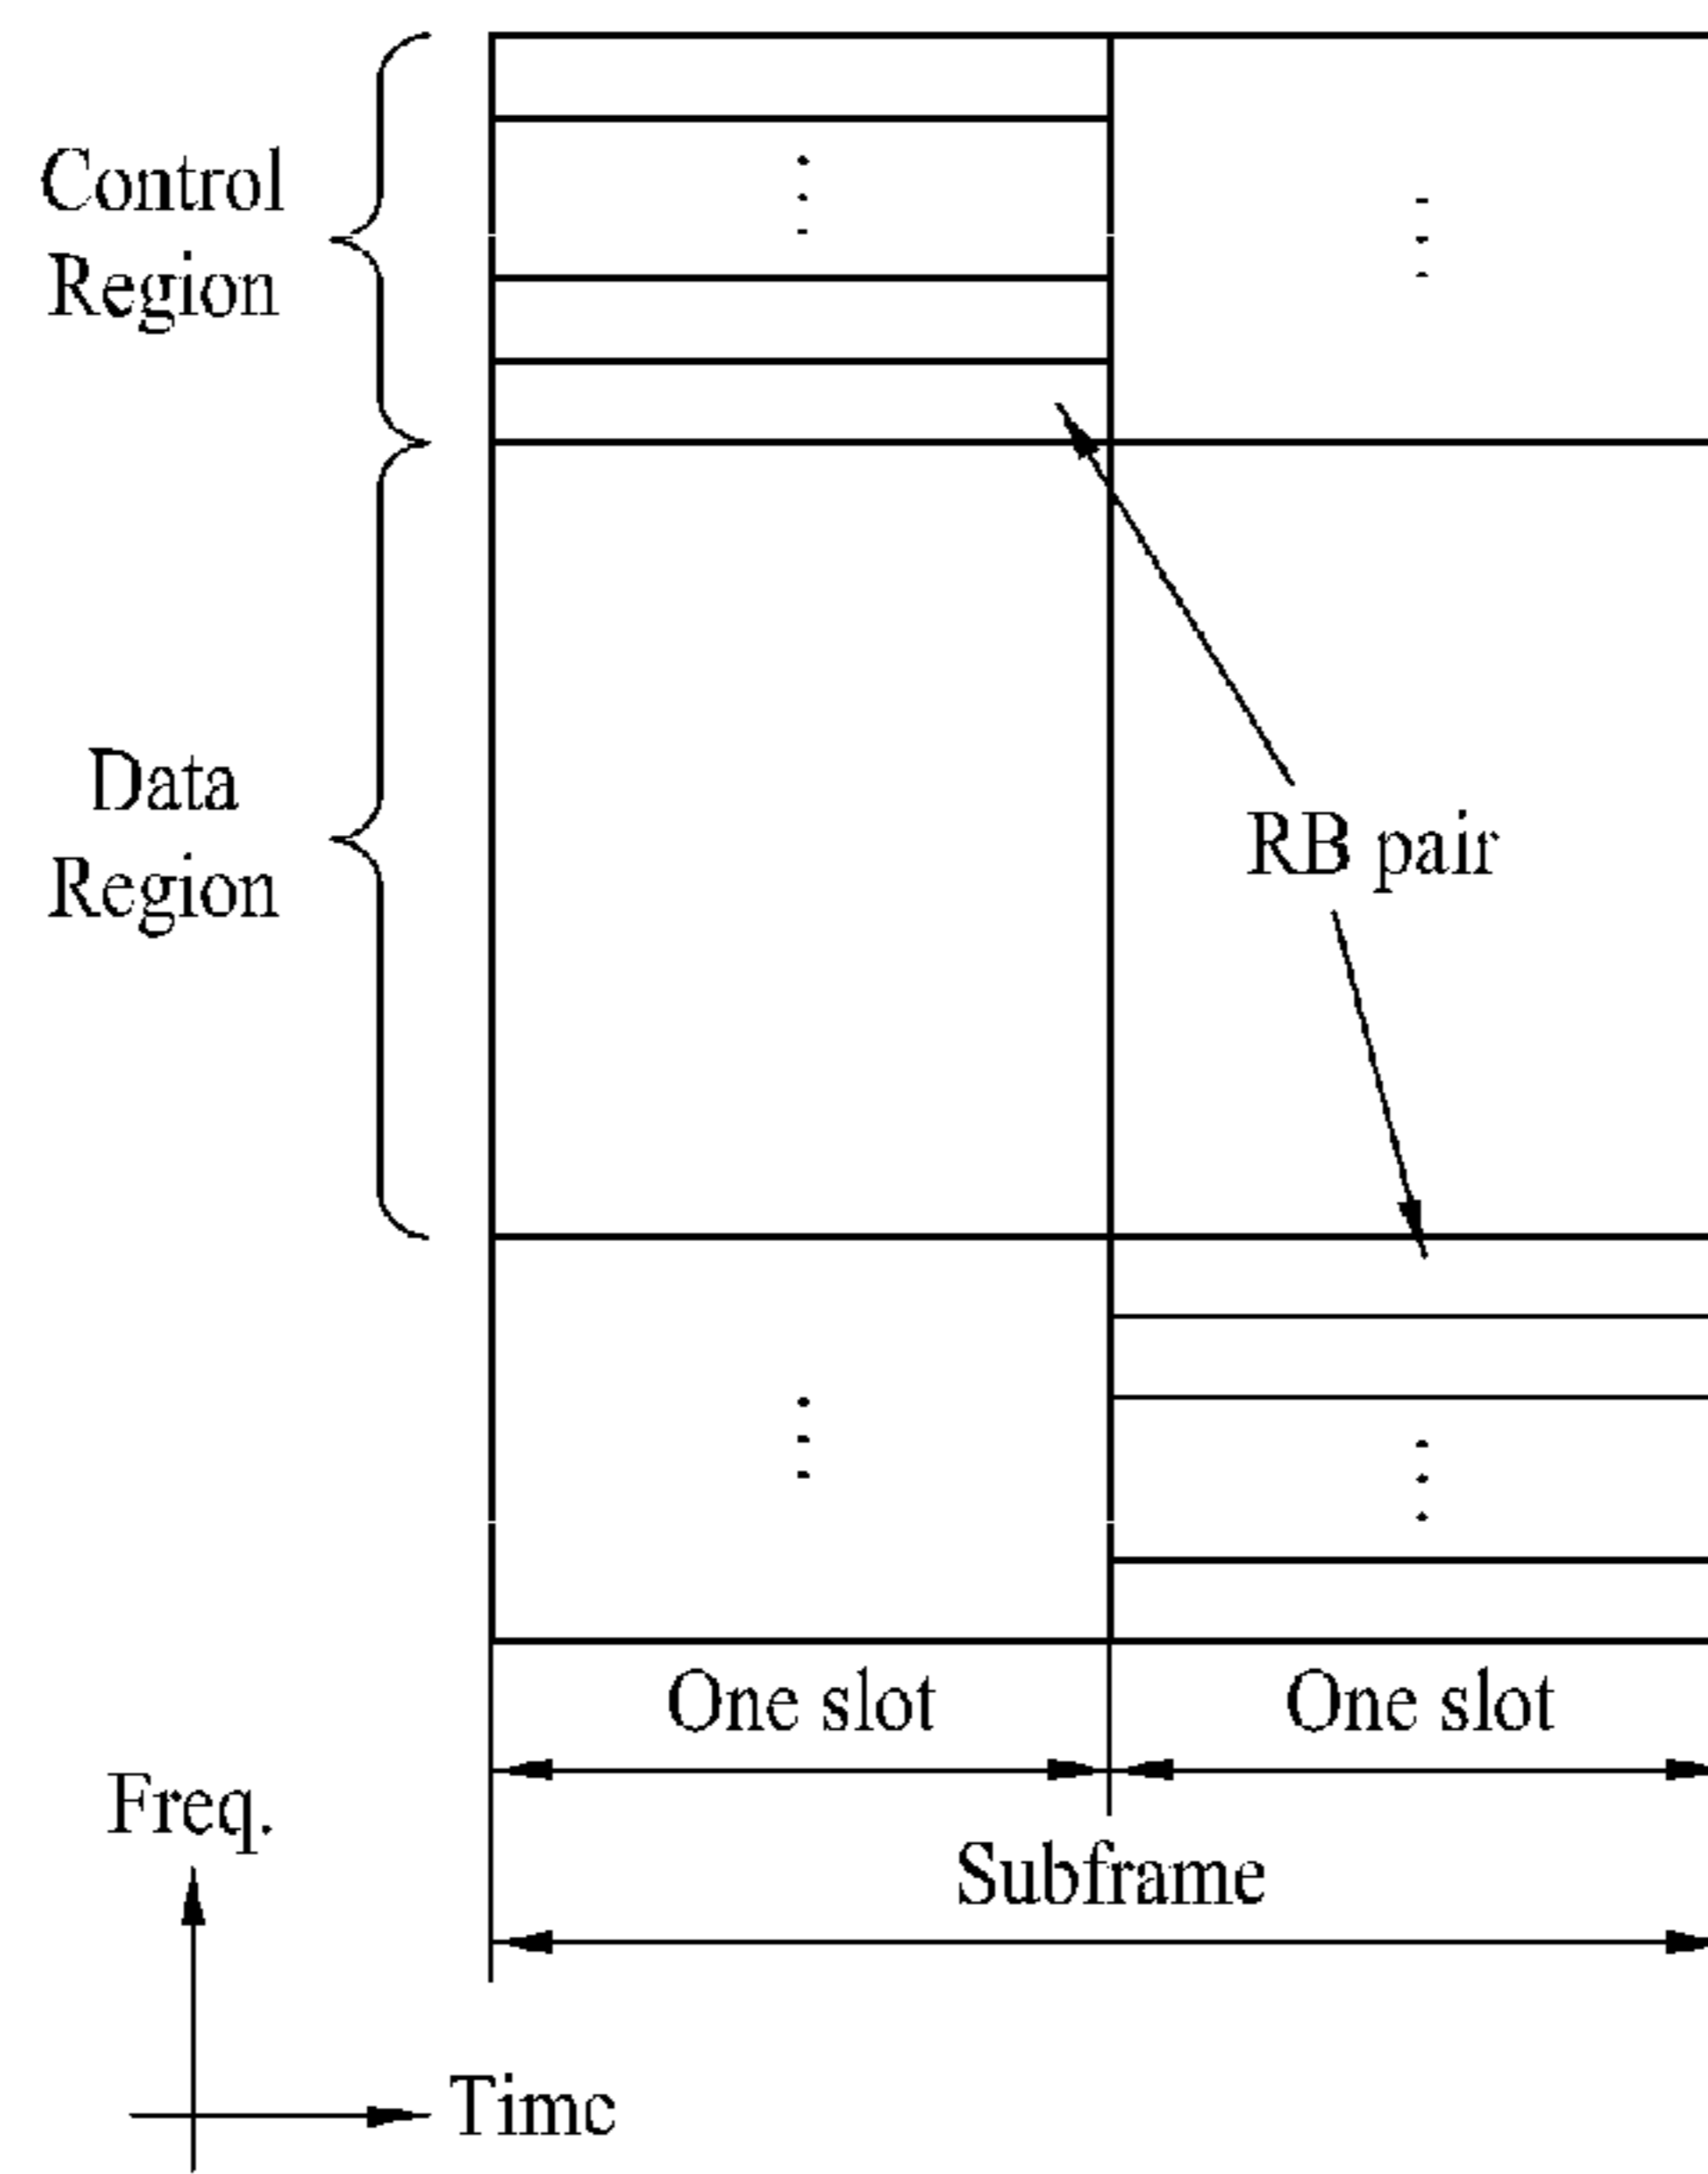 Control
Region
Data
Region
RB pair
One slot
One slot
Subframe
Freq.
Time